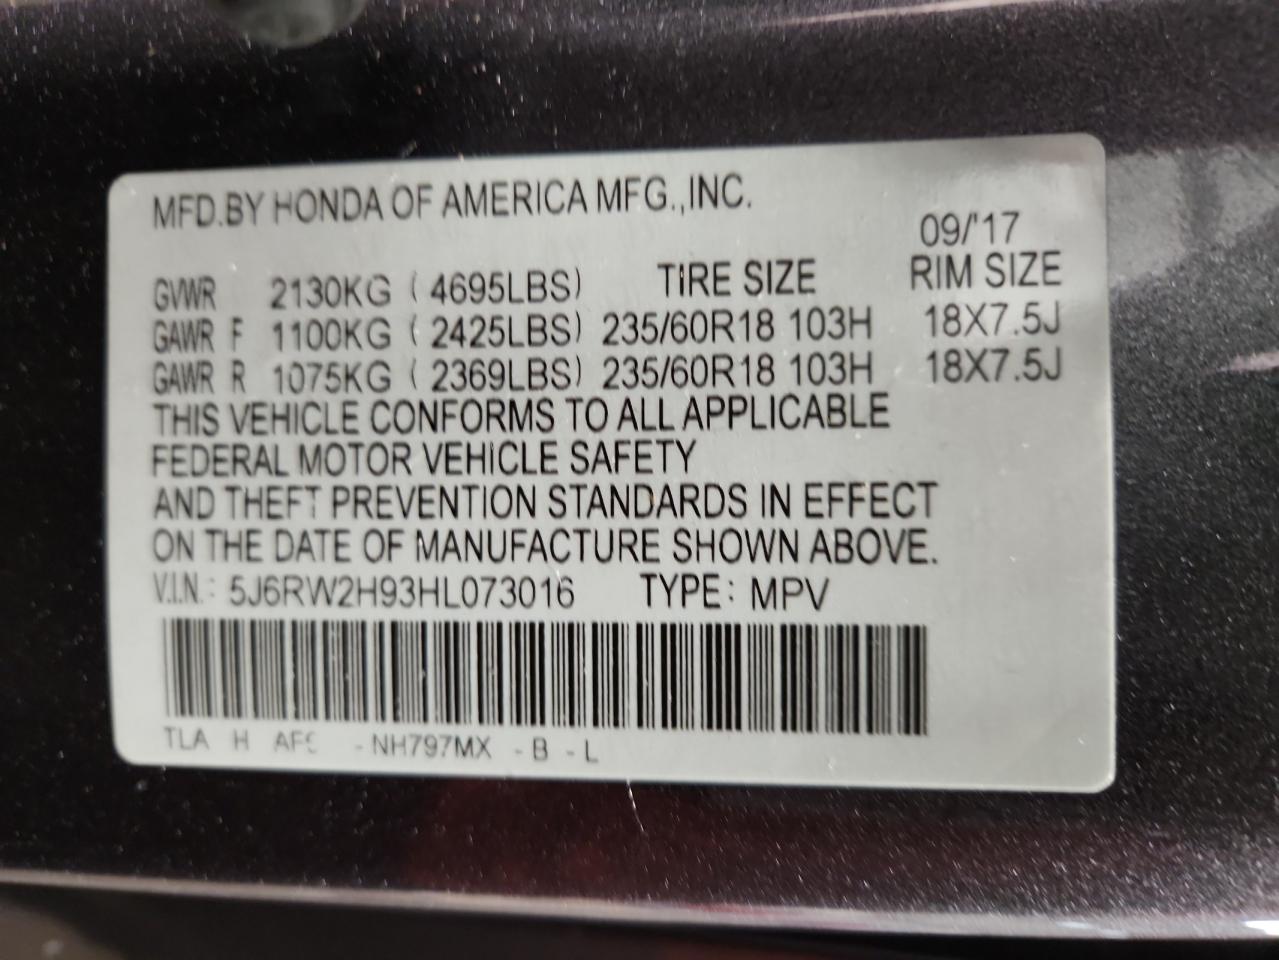 MFD.BY HONDA OF AMERICA MFG.,INC.
09/'17
GVWR 2130KG ( 4695LBS) TIRE SIZE RIM SIZE
GAWR F 1100KG ( 2425LBS) 235/60R18 103H 18X7.5J
GAWR R 1075KG ( 2369LBS) 235/60R18 103H 18X7.5J
THIS VEHICLE CONFORMS TO ALL APPLICABLE
FEDERAL MOTOR VEHICLE SAFETY
AND THEFT PREVENTION STANDARDS IN EFFECT
ON THE DATE OF MANUFACTURE SHOWN ABOVE.
V.I.N.: 5J6RW2H93HL073016 TYPE: MPV
TLA H - NH797MX - B - L